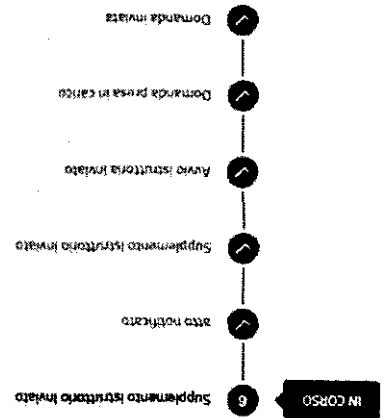 IN CORSO
6
Supplemento istruttorio inviato
atto notificato
Supplemento istruttorio inviato
Avvio istruttoria inviato
Domanda presa in carico
Domanda inviata